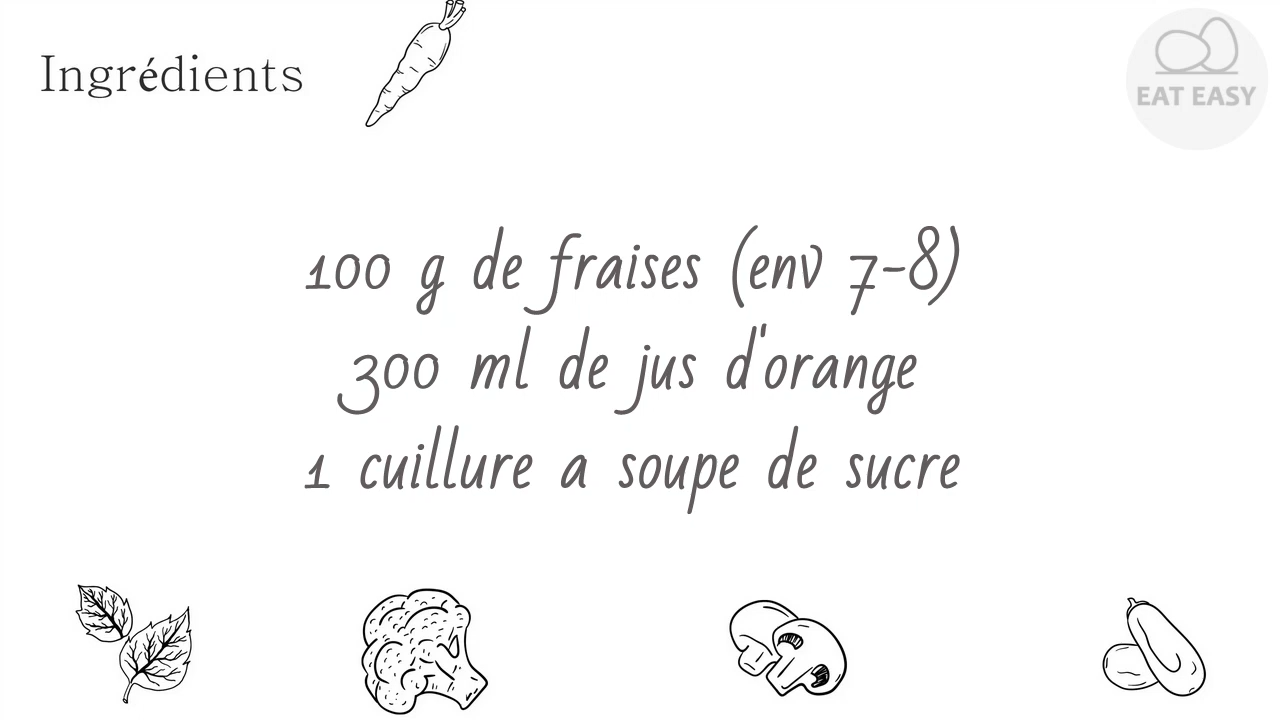 Ingrédients
EAT EASY
100 g de fraises (env 7-8)
300 ml de jus d'orange
1 cuillure a soupe de sucre